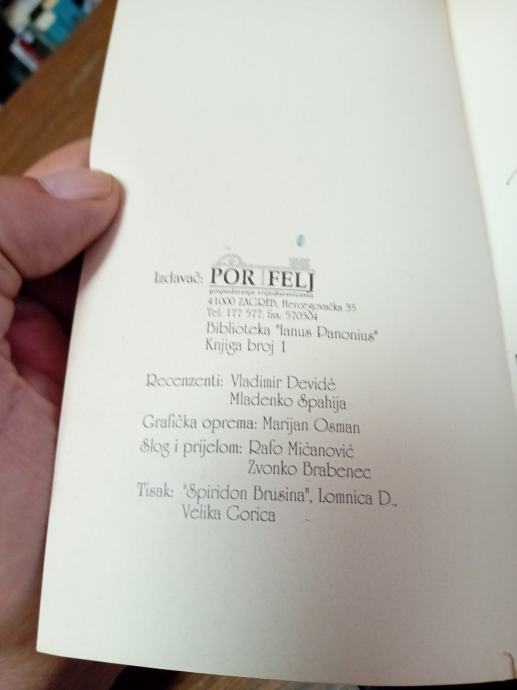 Izdavač: PORTFELJ
gospodarenje vrijednosnicama
41000 ZAGREB, Hercegovačka 35
Tel: 177 577, fax: 570304
Biblioteka "Ianus Panonius"
Knjiga broj 1
Recenzenti: Vladimir Devidé
Mladenko Spahija
Grafička oprema: Marijan Osman
Slog i prijelom: Rafo Mićanović
Zvonko Brabenec
Tisak: "Spiridon Brusina", Lomnica D.,
Velika Gorica